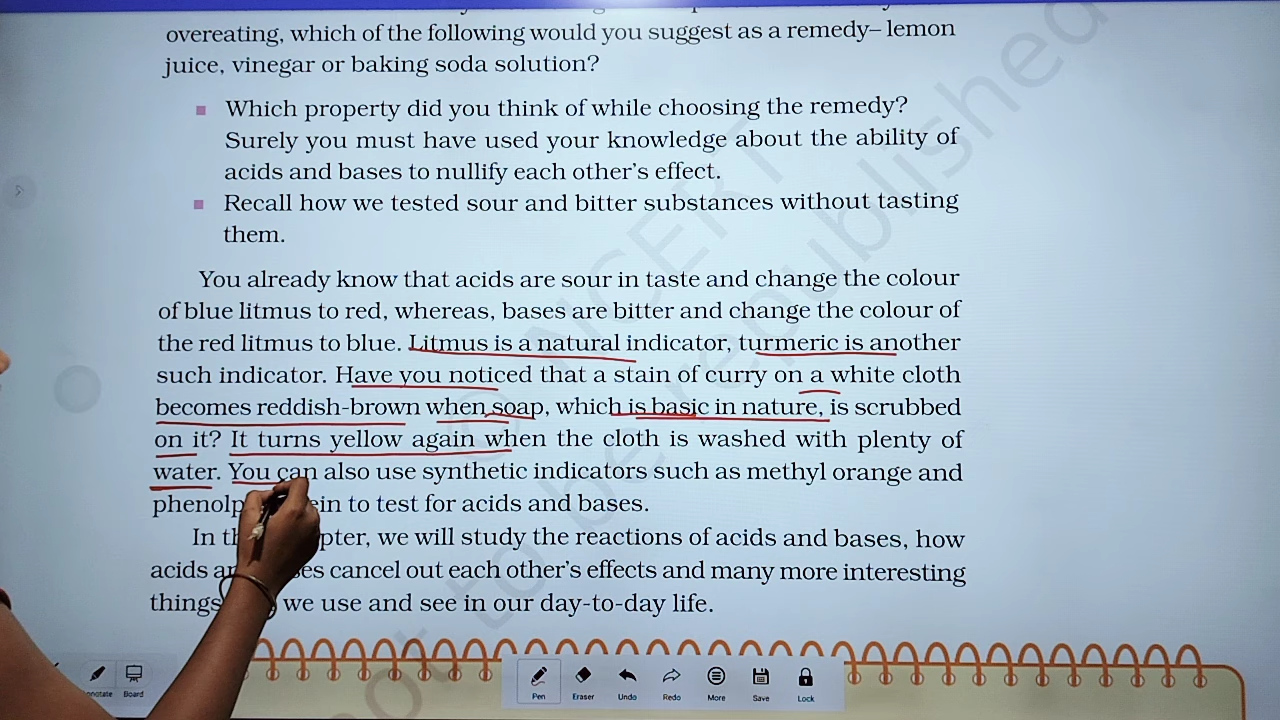 overeating, which of the following would you suggest as a remedy– lemon
juice, vinegar or baking soda solution?
Which property did you think of while choosing the remedy?
Surely you must have used your knowledge about the ability of
acids and bases to nullify each other's effect.
Recall how we tested sour and bitter substances without tasting
them.
You already know that acids are sour in taste and change the colour
of blue litmus to red, whereas, bases are bitter and change the colour of
the red litmus to blue. Litmus is a natural indicator, turmeric is another
such indicator. Have you noticed that a stain of curry on a white cloth
becomes reddish-brown when soap, which is basic in nature, is scrubbed
on it? It turns yellow again when the cloth is washed with plenty of
water. You can also use synthetic indicators such as methyl orange and
to test for acids and bases.
In we will study the reactions of acids and bases, how
acids cancel out each other's effects and many more interesting
things we use and see in our day-to-day life.
© NCERT
not to be republished
Board
Pen
Eraser
Undo
Redo
More
Save
Lock